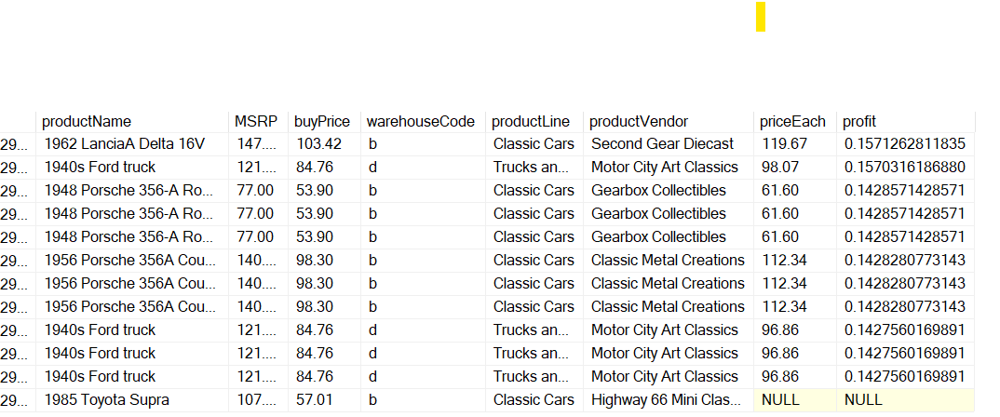 productName MSRP buyPrice warehouseCode productLine productVendor priceEach profit
29... 1962 LanciaA Delta 16V 147.... 103.42 b Classic Cars Second Gear Diecast 119.67 0.1571262811835
29... 1940s Ford truck 121.... 84.76 d Trucks an... Motor City Art Classics 98.07 0.1570316186880
29... 1948 Porsche 356-A Ro... 77.00 53.90 b Classic Cars Gearbox Collectibles 61.60 0.1428571428571
29... 1948 Porsche 356-A Ro... 77.00 53.90 b Classic Cars Gearbox Collectibles 61.60 0.1428571428571
29... 1948 Porsche 356-A Ro... 77.00 53.90 b Classic Cars Gearbox Collectibles 61.60 0.1428571428571
29... 1956 Porsche 356A Cou... 140.... 98.30 b Classic Cars Classic Metal Creations 112.34 0.1428280773143
29... 1956 Porsche 356A Cou... 140.... 98.30 b Classic Cars Classic Metal Creations 112.34 0.1428280773143
29... 1956 Porsche 356A Cou... 140.... 98.30 b Classic Cars Classic Metal Creations 112.34 0.1428280773143
29... 1940s Ford truck 121.... 84.76 d Trucks an... Motor City Art Classics 96.86 0.1427560169891
29... 1940s Ford truck 121.... 84.76 d Trucks an... Motor City Art Classics 96.86 0.1427560169891
29... 1940s Ford truck 121.... 84.76 d Trucks an... Motor City Art Classics 96.86 0.1427560169891
29... 1985 Toyota Supra 107.... 57.01 b Classic Cars Highway 66 Mini Clas... NULL NULL